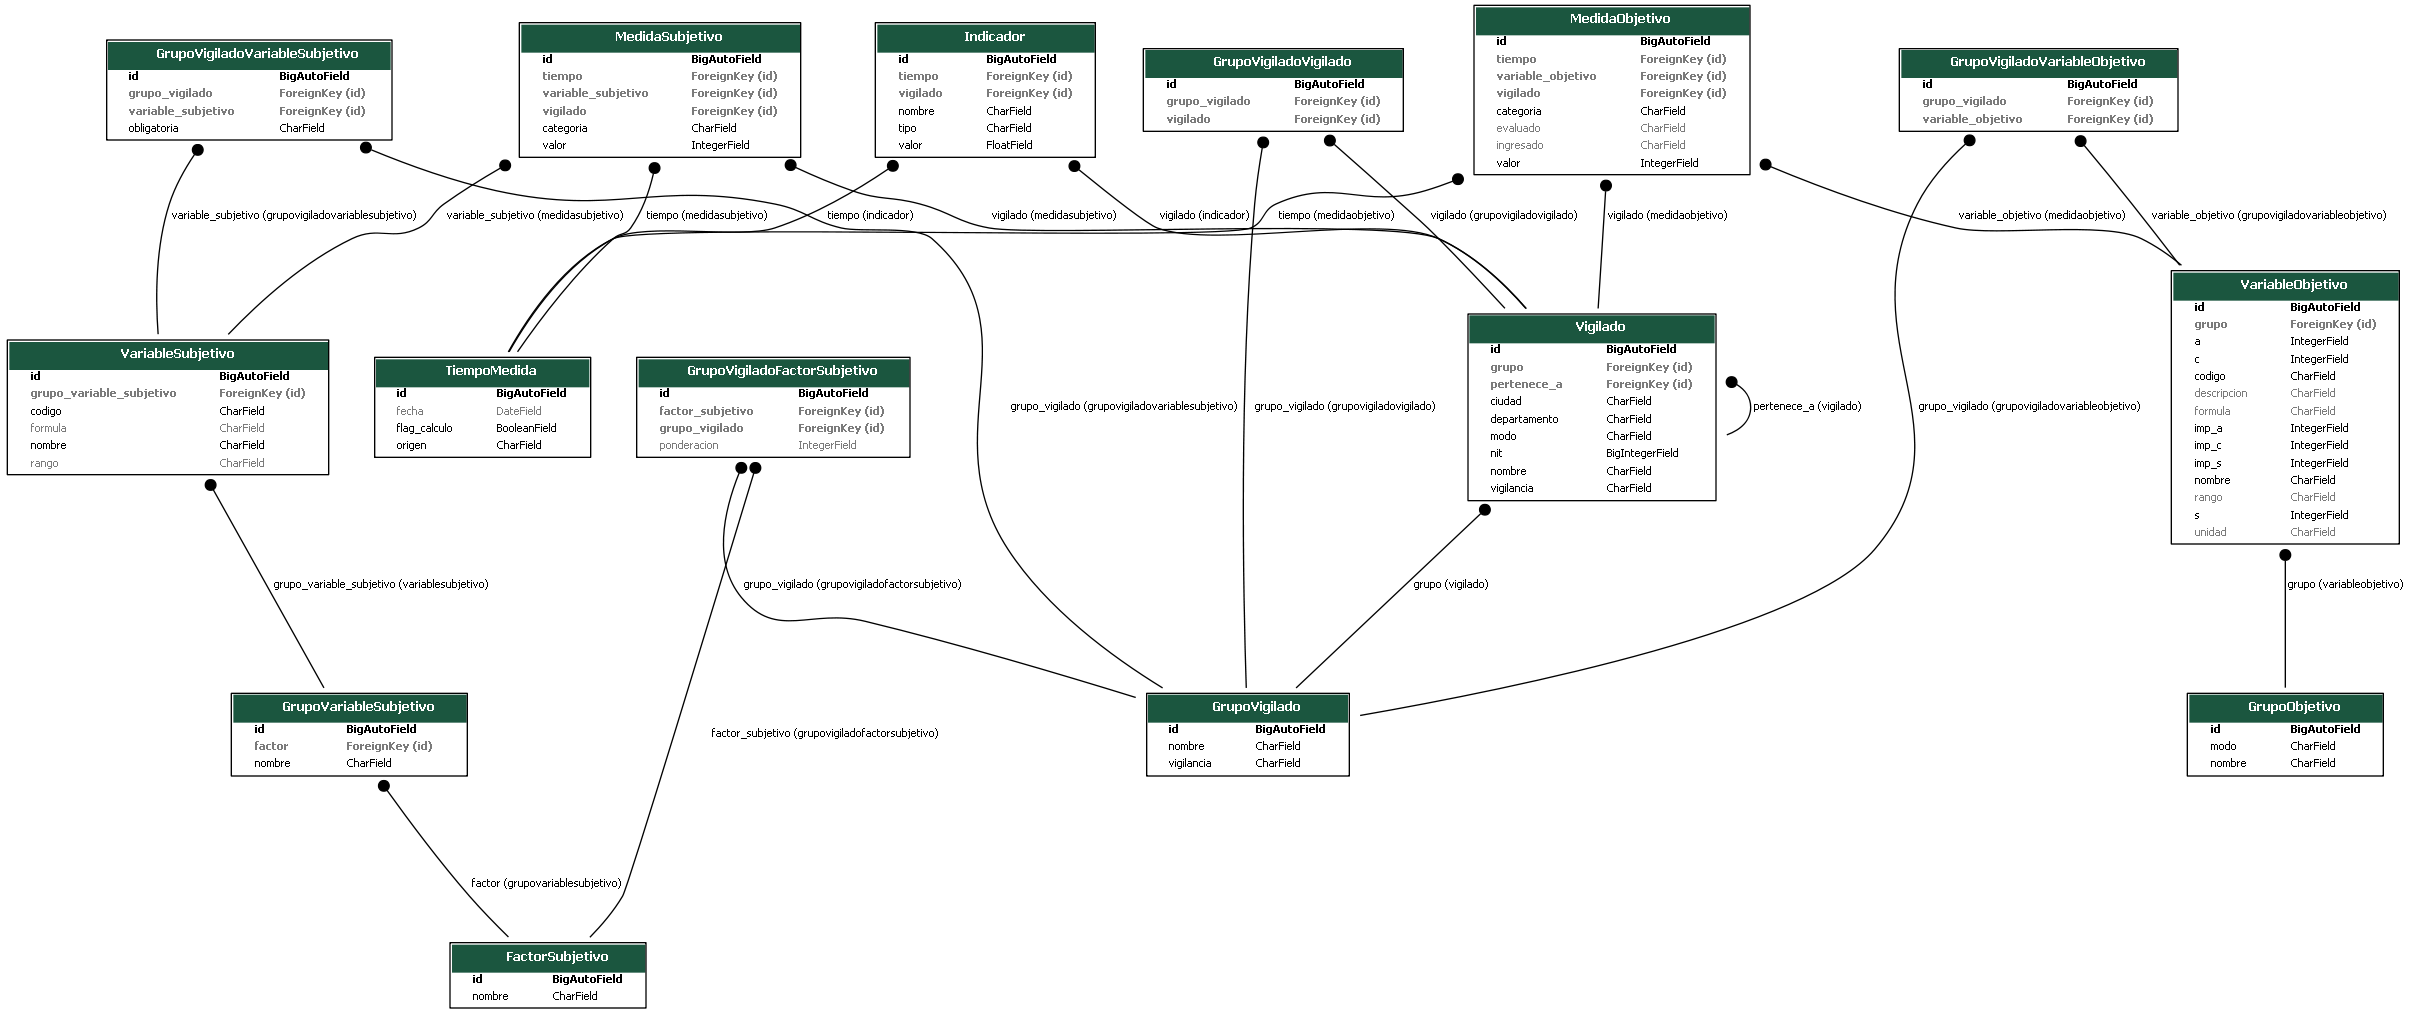 GrupoVigiladoVariableSubjetivo
id BigAutoField
grupo_vigilado ForeignKey (id)
variable_subjetivo ForeignKey (id)
obligatoria CharField
MedidaSubjetivo
id BigAutoField
tiempo ForeignKey (id)
variable_subjetivo ForeignKey (id)
vigilado ForeignKey (id)
categoria CharField
valor IntegerField
Indicador
id BigAutoField
tiempo ForeignKey (id)
vigilado ForeignKey (id)
nombre CharField
tipo CharField
valor FloatField
GrupoVigiladoVigilado
id BigAutoField
grupo_vigilado ForeignKey (id)
vigilado ForeignKey (id)
MedidaObjetivo
id BigAutoField
tiempo ForeignKey (id)
variable_objetivo ForeignKey (id)
vigilado ForeignKey (id)
categoria CharField
evaluado CharField
ingresado CharField
valor IntegerField
GrupoVigiladoVariableObjetivo
id BigAutoField
grupo_vigilado ForeignKey (id)
variable_objetivo ForeignKey (id)
variable_subjetivo (grupovigiladovariablesubjetivo)
variable_subjetivo (medidasubjetivo)
tiempo (medidasubjetivo)
tiempo (indicador)
vigilado (medidasubjetivo)
vigilado (indicador)
tiempo (medidaobjetivo)
vigilado (grupovigiladovigilado)
vigilado (medidaobjetivo)
variable_objetivo (medidaobjetivo)
variable_objetivo (grupovigiladovariableobjetivo)
VariableSubjetivo
id BigAutoField
grupo_variable_subjetivo ForeignKey (id)
codigo CharField
formula CharField
nombre CharField
rango CharField
TiempoMedida
id BigAutoField
fecha DateField
flag_calculo BooleanField
origen CharField
GrupoVigiladoFactorSubjetivo
id BigAutoField
factor_subjetivo ForeignKey (id)
grupo_vigilado ForeignKey (id)
ponderacion IntegerField
grupo_vigilado (grupovigiladovariablesubjetivo)
grupo_vigilado (grupovigiladovigilado)
Vigilado
id BigAutoField
grupo ForeignKey (id)
pertenece_a ForeignKey (id)
ciudad CharField
departamento CharField
modo CharField
nit BigIntegerField
nombre CharField
vigilancia CharField
pertenece_a (vigilado)
grupo_vigilado (grupovigiladovariableobjetivo)
VariableObjetivo
id BigAutoField
grupo ForeignKey (id)
a IntegerField
c IntegerField
codigo CharField
descripcion CharField
formula CharField
imp_a IntegerField
imp_c IntegerField
imp_s IntegerField
nombre CharField
rango CharField
s IntegerField
unidad CharField
grupo_variable_subjetivo (variablesubjetivo)
grupo_vigilado (grupovigiladofactorsubjetivo)
grupo (vigilado)
grupo (variableobjetivo)
GrupoVariableSubjetivo
id BigAutoField
factor ForeignKey (id)
nombre CharField
factor_subjetivo (grupovigiladofactorsubjetivo)
GrupoVigilado
id BigAutoField
nombre CharField
vigilancia CharField
GrupoObjetivo
id BigAutoField
modo CharField
nombre CharField
factor (grupovariablesubjetivo)
FactorSubjetivo
id BigAutoField
nombre CharField